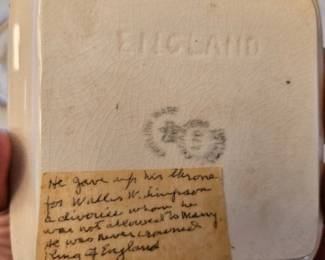 ENGLAND
He gave up his throne
for Wallis W. Simpson
a divorcee whom he
was not allowed to marry
He was never crowned
King of England